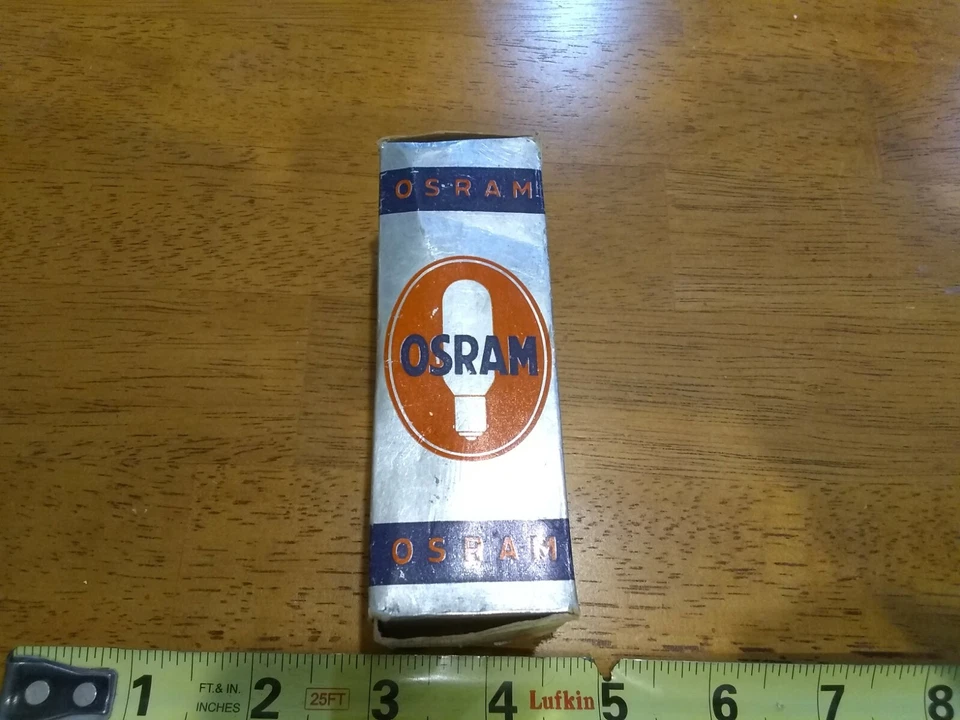 OSRAM
OSRAM
OSRAM
1 FT. & IN. INCHES 2 25FT 3 4 Lufkin 5 6 7 8